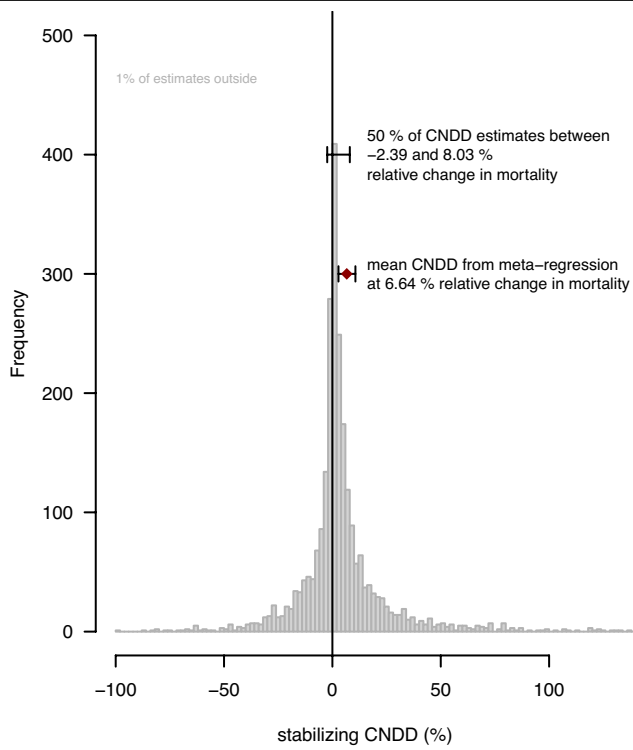 500
400
300
200
100
0
Frequency
1% of estimates outside
50 % of CNDD estimates between
−2.39 and 8.03 %
relative change in mortality
mean CNDD from meta−regression
at 6.64 % relative change in mortality
−100
−50
0
50
100
stabilizing CNDD (%)